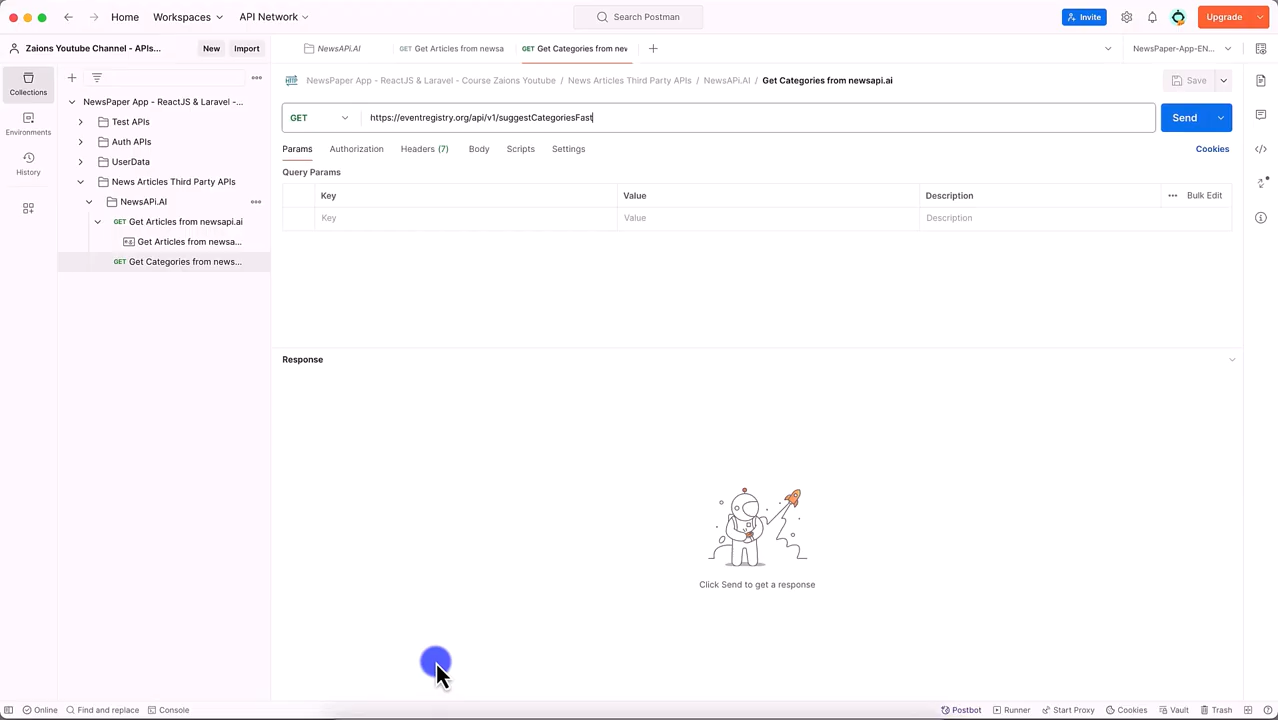 Home
Workspaces
API Network
Search Postman
Invite
Upgrade
Zaions Youtube Channel - APIs...
New
Import
NewsAPI.AI
GET Get Articles from newsa
GET Get Categories from nev
NewsPaper-App-EN...
Collections
Environments
History
NewsPaper App - ReactJS & Laravel -...
Test APIs
Auth APIs
UserData
News Articles Third Party APIs
NewsAPi.AI
GET Get Articles from newsapi.ai
Get Articles from newsa...
GET Get Categories from news...
HTTP NewsPaper App - ReactJS & Laravel - Course Zaions Youtube / News Articles Third Party APIs / NewsAPi.AI / Get Categories from newsapi.ai
Save
GET https://eventregistry.org/api/v1/suggestCategoriesFast
Send
Params Authorization Headers (7) Body Scripts Settings
Cookies
Query Params
Key Value Description
Bulk Edit
Key Value Description
Response
Click Send to get a response
Online
Find and replace
Console
Postbot
Runner
Start Proxy
Cookies
Vault
Trash